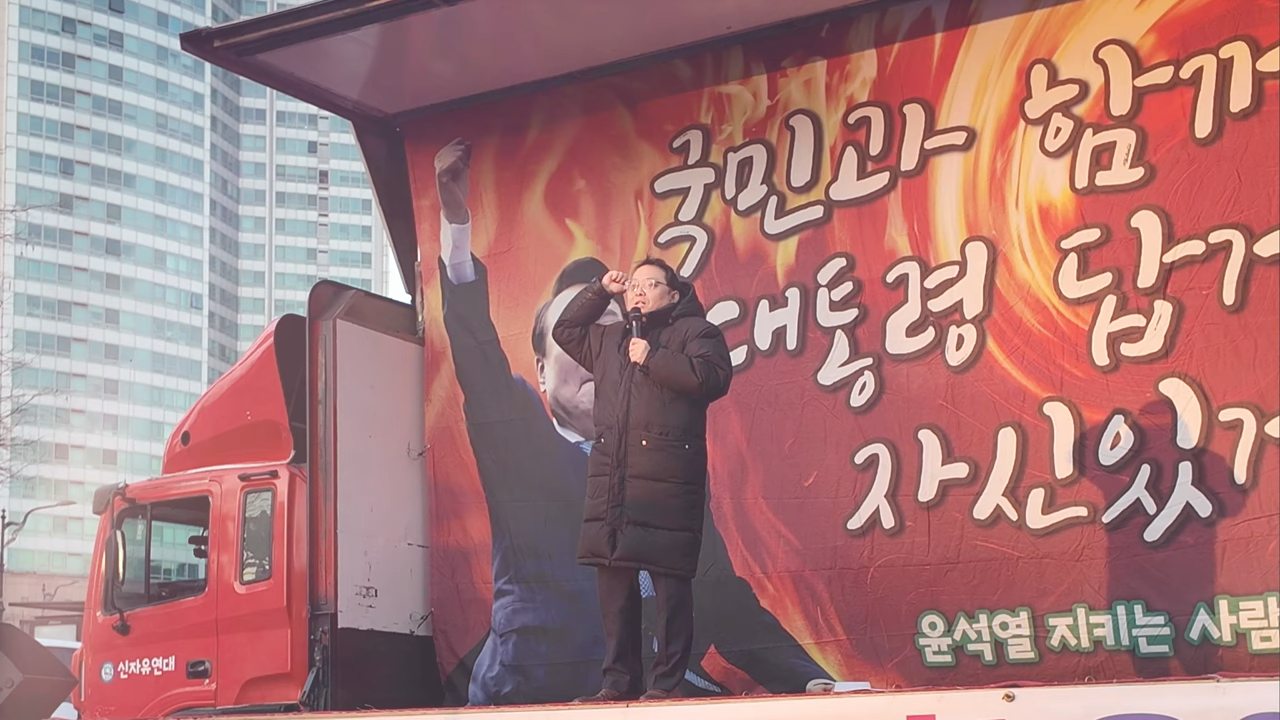 국민과 함께
대통령 답게
자신있게
윤석열 지키는 사람
신자유연대